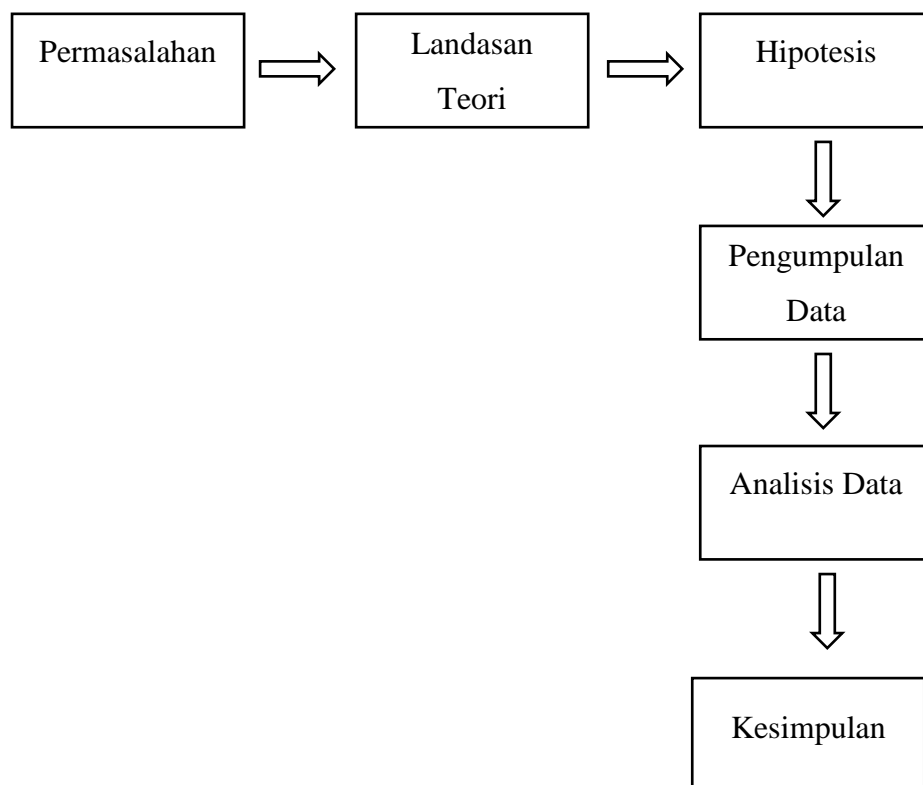 Permasalahan
Landasan
Teori
Hipotesis
Pengumpulan
Data
Analisis Data
Kesimpulan